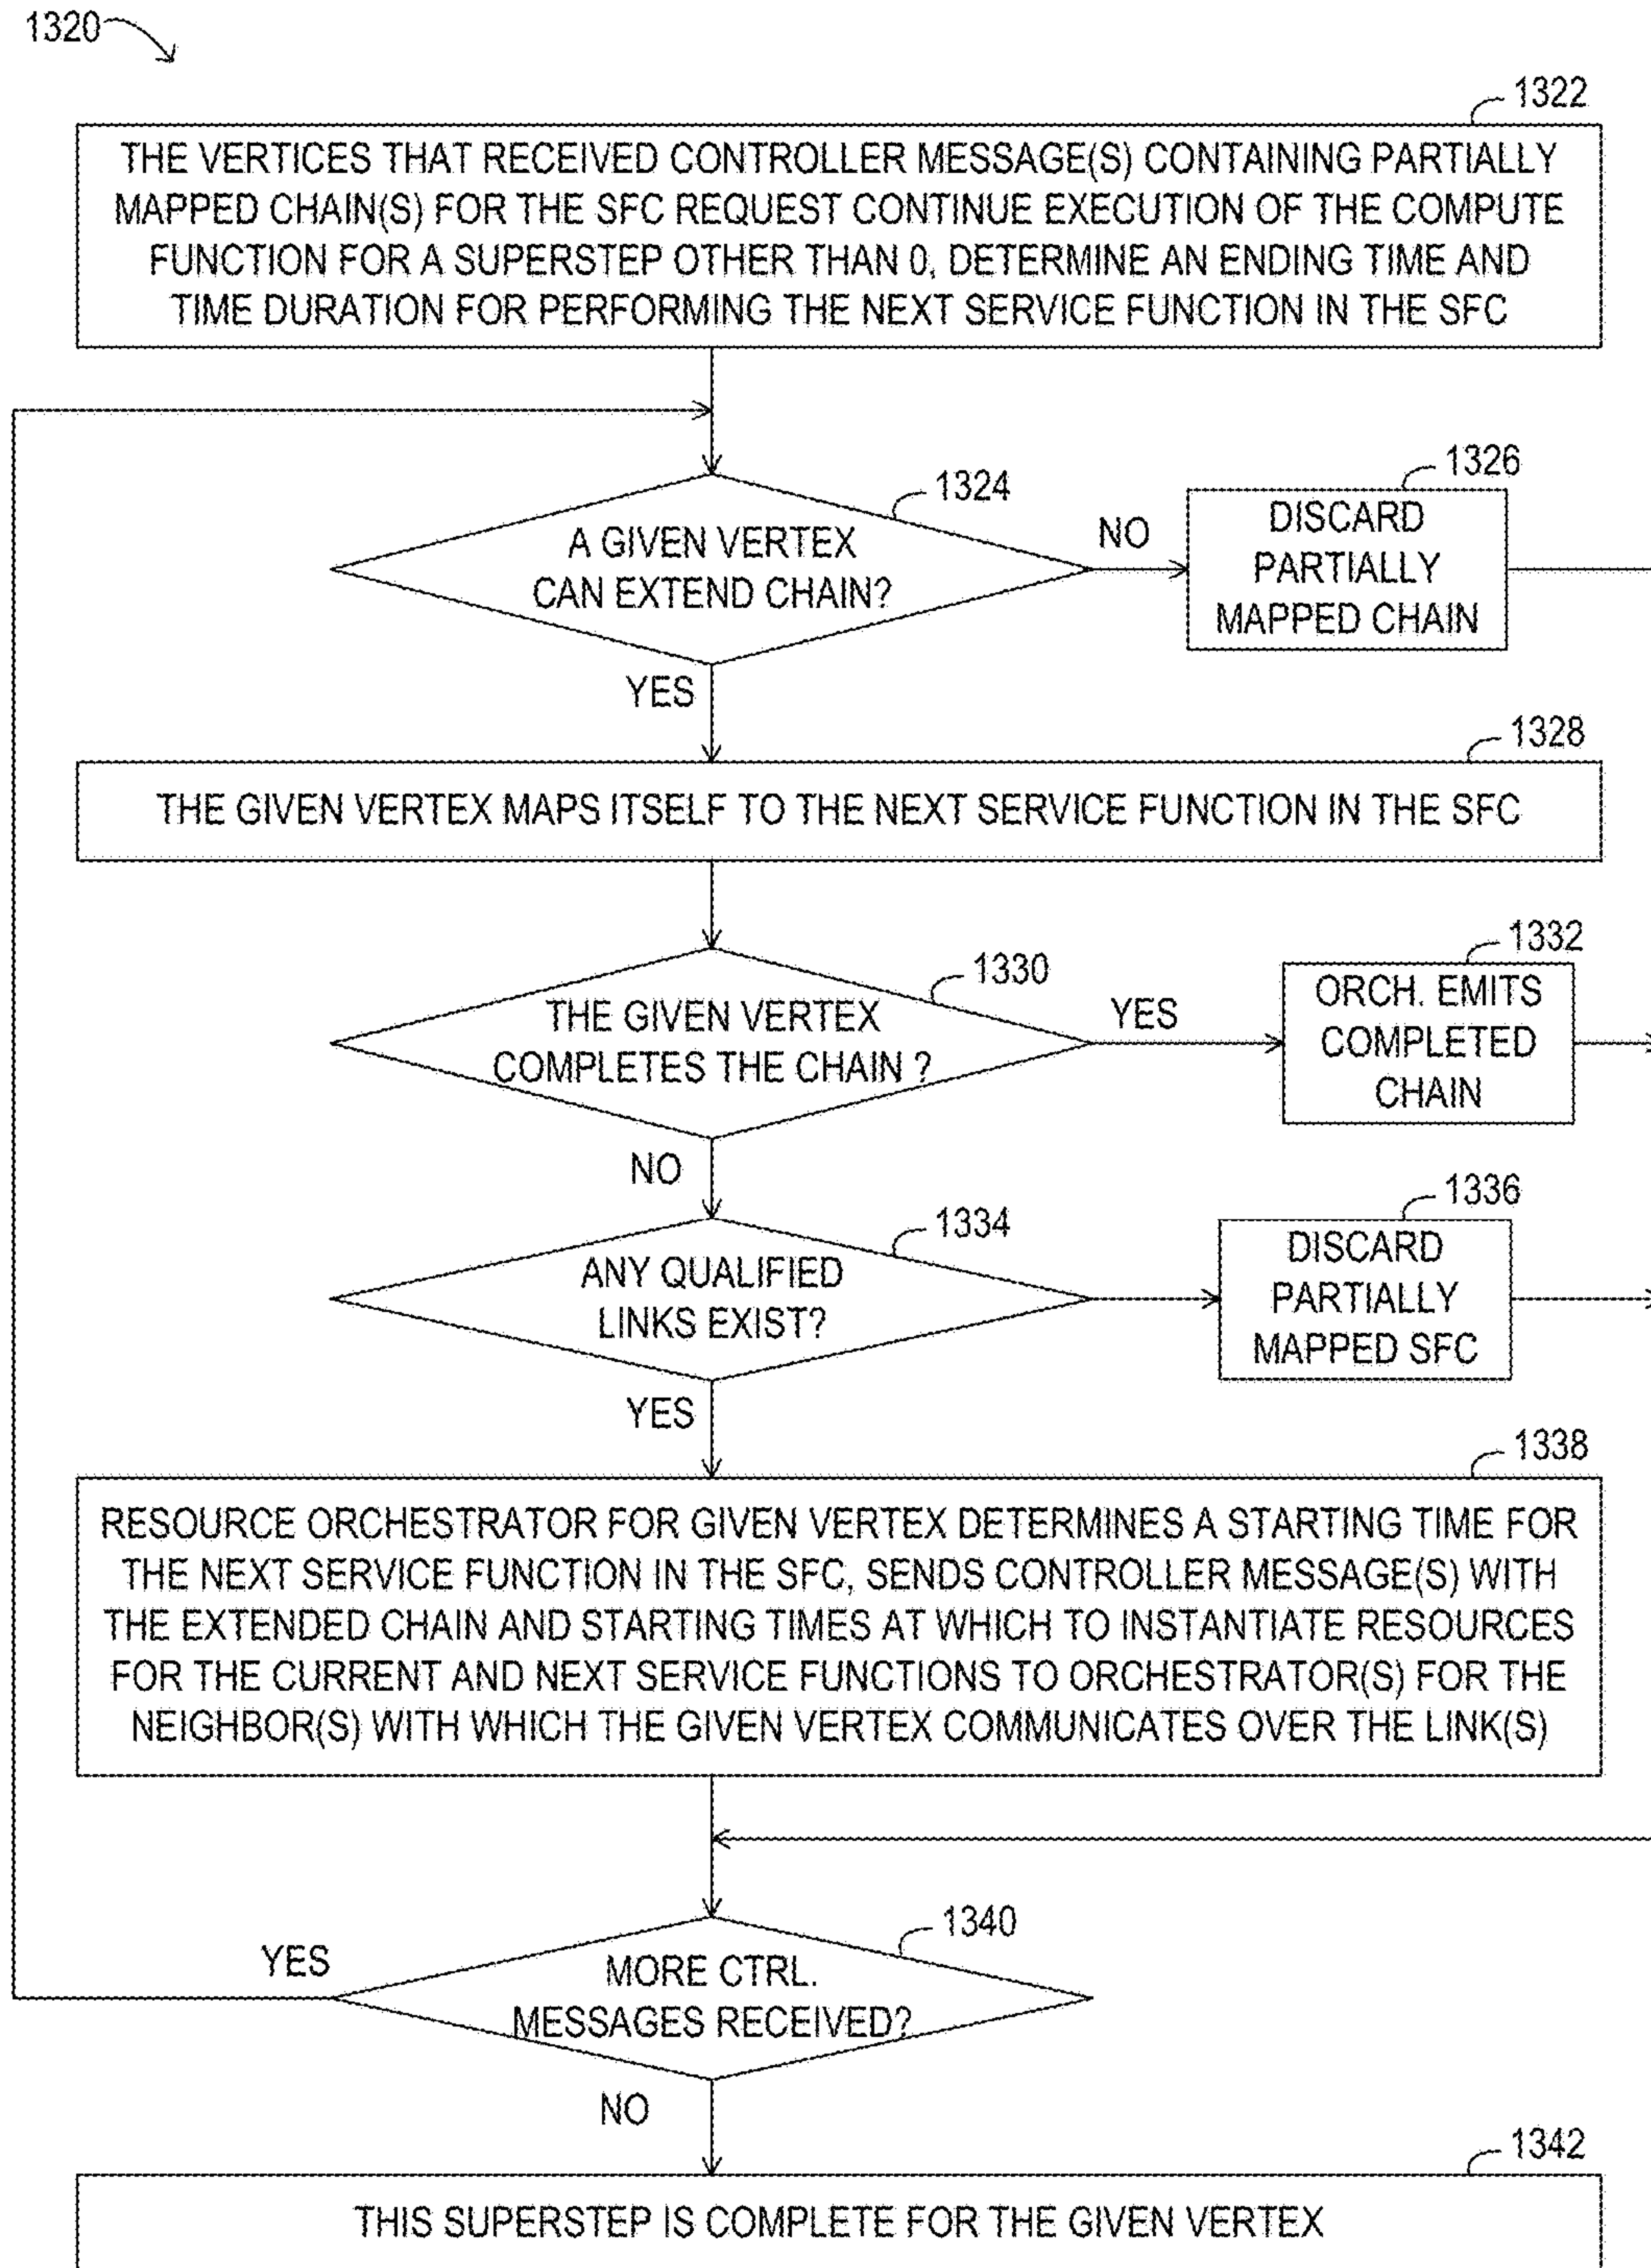 1320
1322
THE VERTICES THAT RECEIVED CONTROLLER MESSAGE(S) CONTAINING PARTIALLY
MAPPED CHAIN(S) FOR THE SFC REQUEST CONTINUE EXECUTION OF THE COMPUTE
FUNCTION FOR A SUPERSTEP OTHER THAN 0, DETERMINE AN ENDING TIME AND
TIME DURATION FOR PERFORMING THE NEXT SERVICE FUNCTION IN THE SFC
1324
A GIVEN VERTEX
CAN EXTEND CHAIN?
NO
1326
DISCARD
PARTIALLY
MAPPED CHAIN
YES
1328
THE GIVEN VERTEX MAPS ITSELF TO THE NEXT SERVICE FUNCTION IN THE SFC
1330
THE GIVEN VERTEX
COMPLETES THE CHAIN ?
YES
1332
ORCH. EMITS
COMPLETED
CHAIN
NO
1334
ANY QUALIFIED
LINKS EXIST?
1336
DISCARD
PARTIALLY
MAPPED SFC
YES
1338
RESOURCE ORCHESTRATOR FOR GIVEN VERTEX DETERMINES A STARTING TIME FOR
THE NEXT SERVICE FUNCTION IN THE SFC, SENDS CONTROLLER MESSAGE(S) WITH
THE EXTENDED CHAIN AND STARTING TIMES AT WHICH TO INSTANTIATE RESOURCES
FOR THE CURRENT AND NEXT SERVICE FUNCTIONS TO ORCHESTRATOR(S) FOR THE
NEIGHBOR(S) WITH WHICH THE GIVEN VERTEX COMMUNICATES OVER THE LINK(S)
1340
MORE CTRL.
MESSAGES RECEIVED?
YES
NO
1342
THIS SUPERSTEP IS COMPLETE FOR THE GIVEN VERTEX